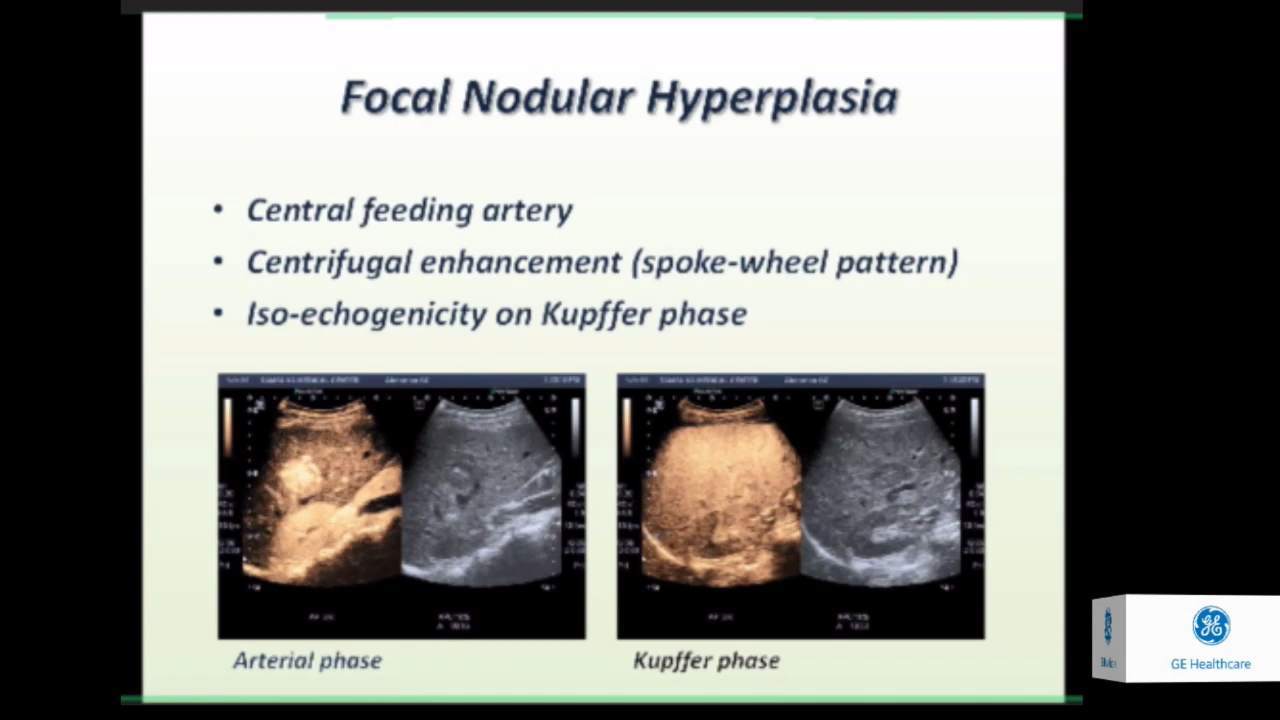 Focal Nodular Hyperplasia
• Central feeding artery
• Centrifugal enhancement (spoke-wheel pattern)
• Iso-echogenicity on Kupffer phase
Arterial phase
Kupffer phase
GE Healthcare